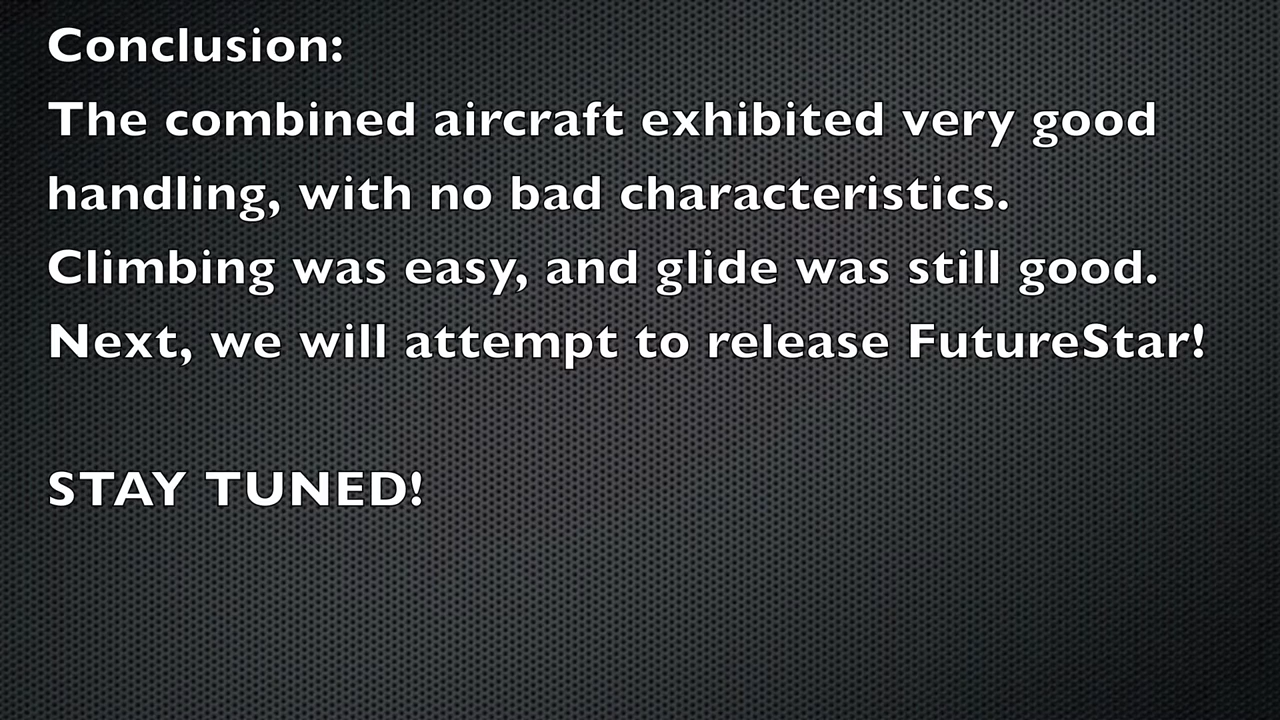 Conclusion:
The combined aircraft exhibited very good
handling, with no bad characteristics.
Climbing was easy, and glide was still good.
Next, we will attempt to release FutureStar!
STAY TUNED!